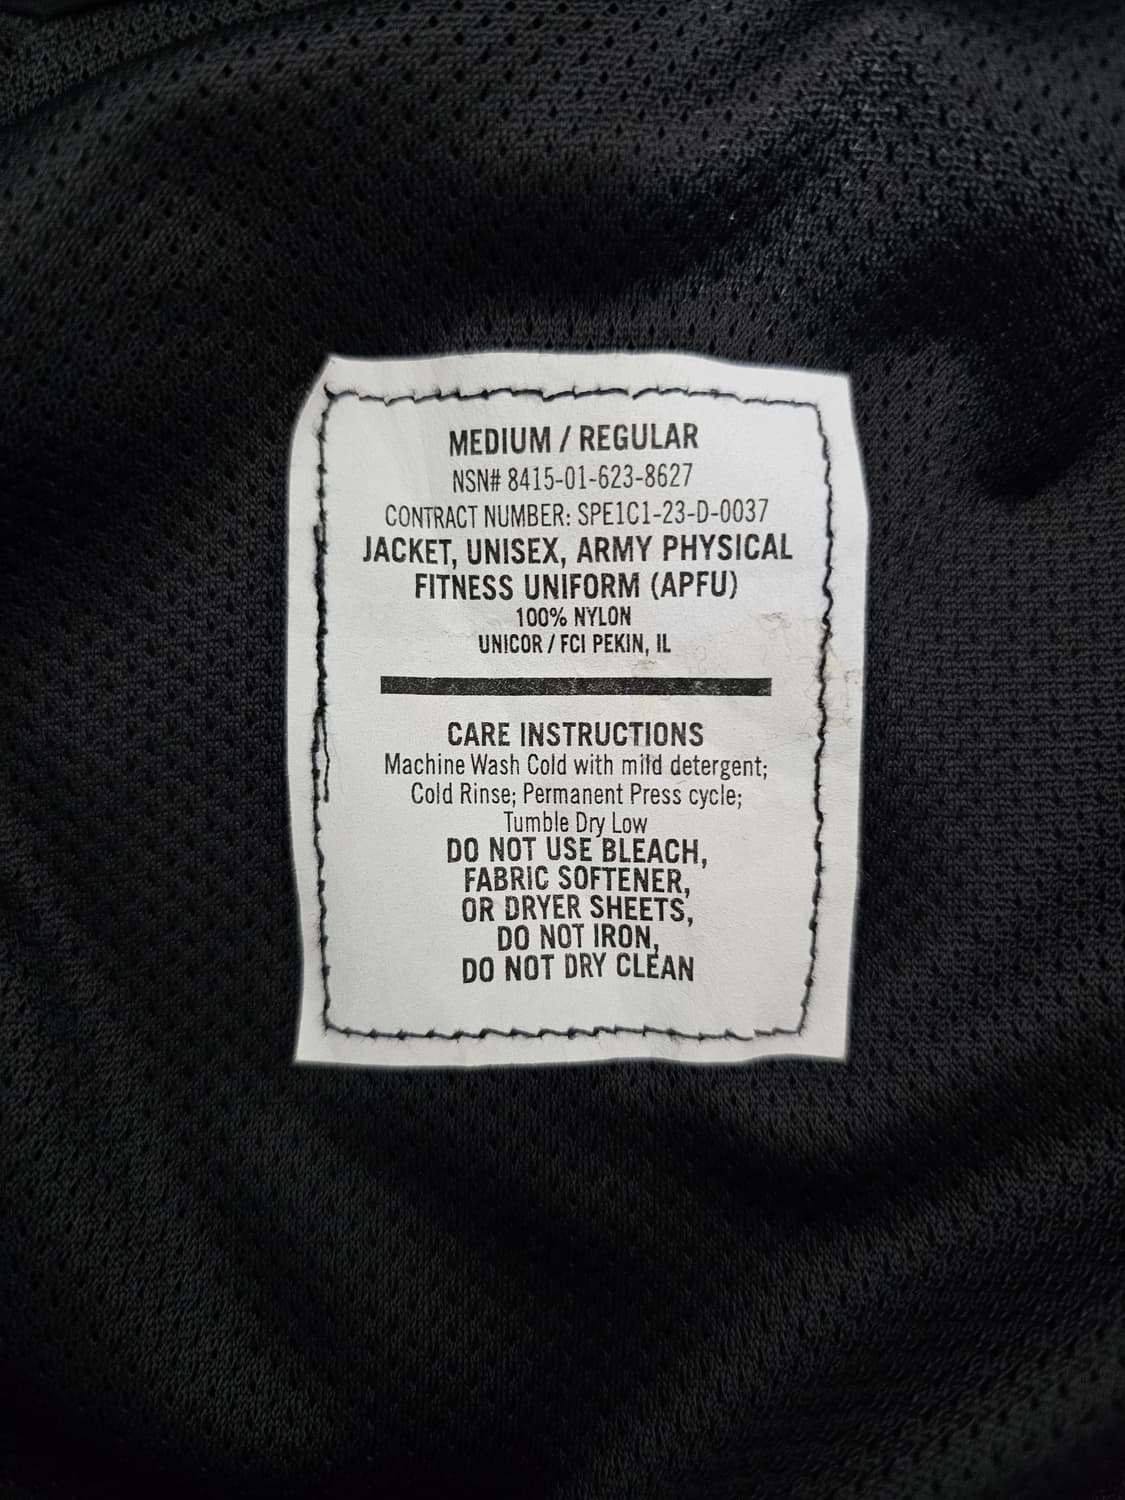 MEDIUM / REGULAR
NSN# 8415-01-623-8627
CONTRACT NUMBER: SPE1C1-23-D-0037
JACKET, UNISEX, ARMY PHYSICAL
FITNESS UNIFORM (APFU)
100% NYLON
UNICOR / FCI PEKIN, IL
CARE INSTRUCTIONS
Machine Wash Cold with mild detergent;
Cold Rinse; Permanent Press cycle;
Tumble Dry Low
DO NOT USE BLEACH,
FABRIC SOFTENER,
OR DRYER SHEETS,
DO NOT IRON,
DO NOT DRY CLEAN